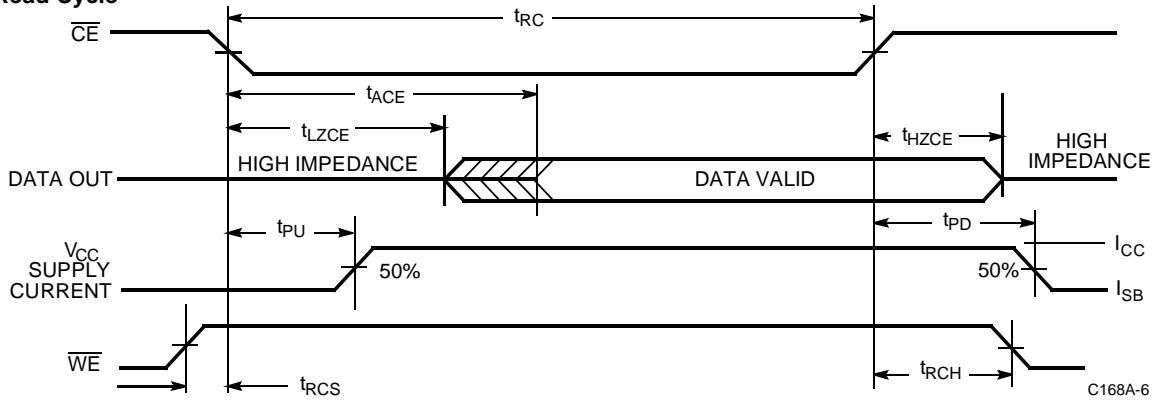 Read Cycle
tRC
CE
tACE
tLZCE
tHZCE
HIGH IMPEDANCE
HIGH
IMPEDANCE
DATA OUT
DATA VALID
tPU
tPD
VCC
SUPPLY
CURRENT
50%
50%
ICC
ISB
WE
tRCS
tRCH
C168A-6